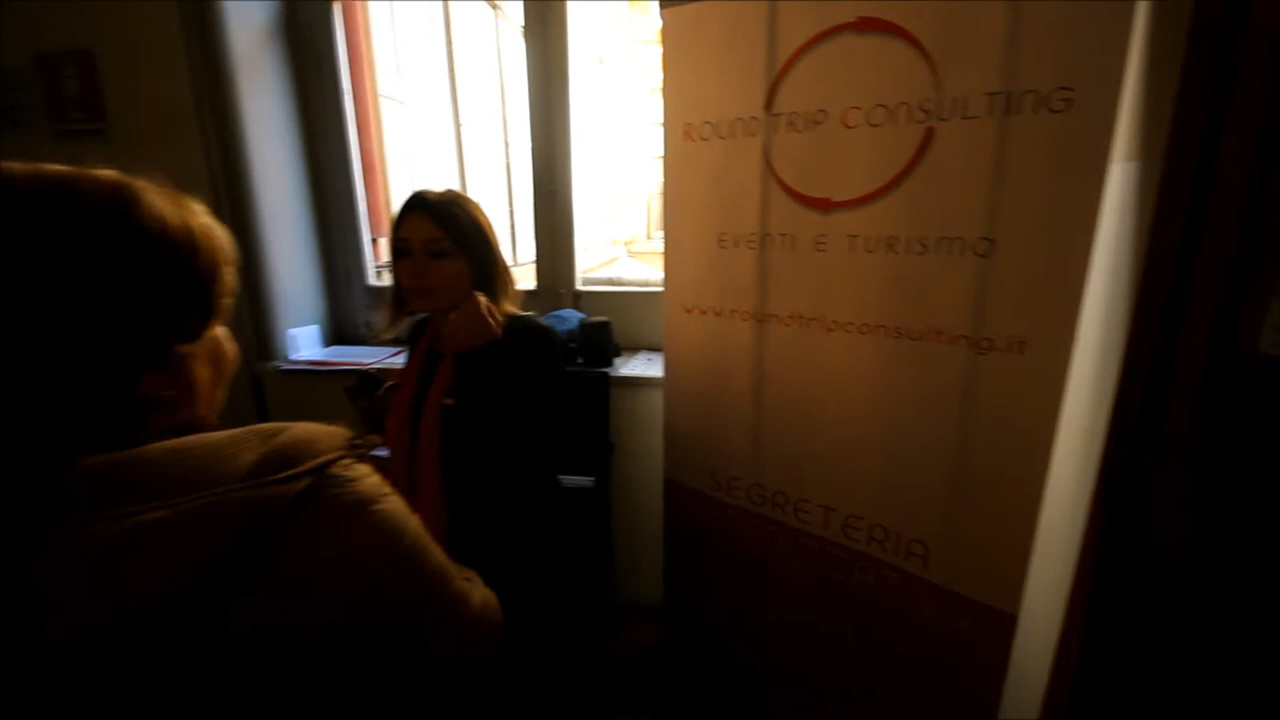 ROUND TRIP CONSULTING
EVENTI E TURISMO
www.roundtripconsulting.it
SEGRETERIA